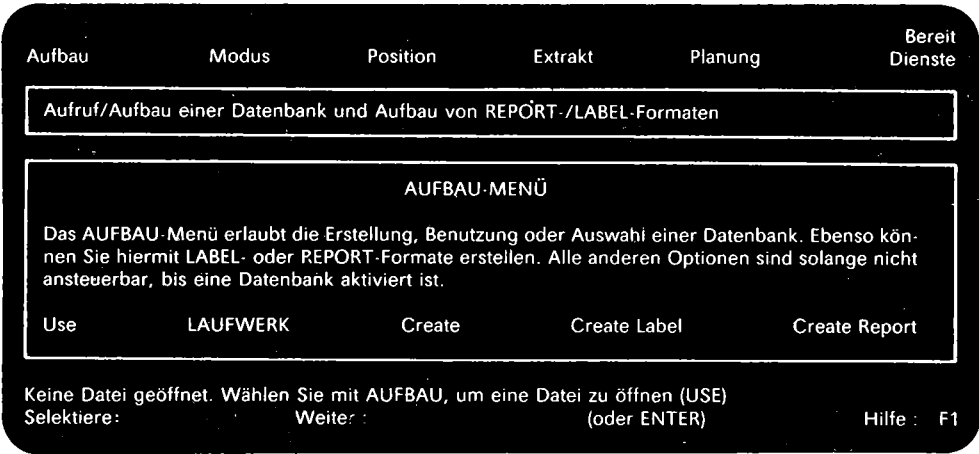 Bereit
Aufbau Modus Position Extrakt Planung Dienste
Aufruf/Aufbau einer Datenbank und Aufbau von REPORT-/LABEL-Formaten
AUFBAU-MENÜ
Das AUFBAU-Menü erlaubt die Erstellung, Benutzung oder Auswahl einer Datenbank. Ebenso kön-
nen Sie hiermit LABEL- oder REPORT-Formate erstellen. Alle anderen Optionen sind solange nicht
ansteuerbar, bis eine Datenbank aktiviert ist.
Use LAUFWERK Create Create Label Create Report
Keine Datei geöffnet. Wählen Sie mit AUFBAU, um eine Datei zu öffnen (USE)
Selektiere: Weiter : (oder ENTER) Hilfe : F1